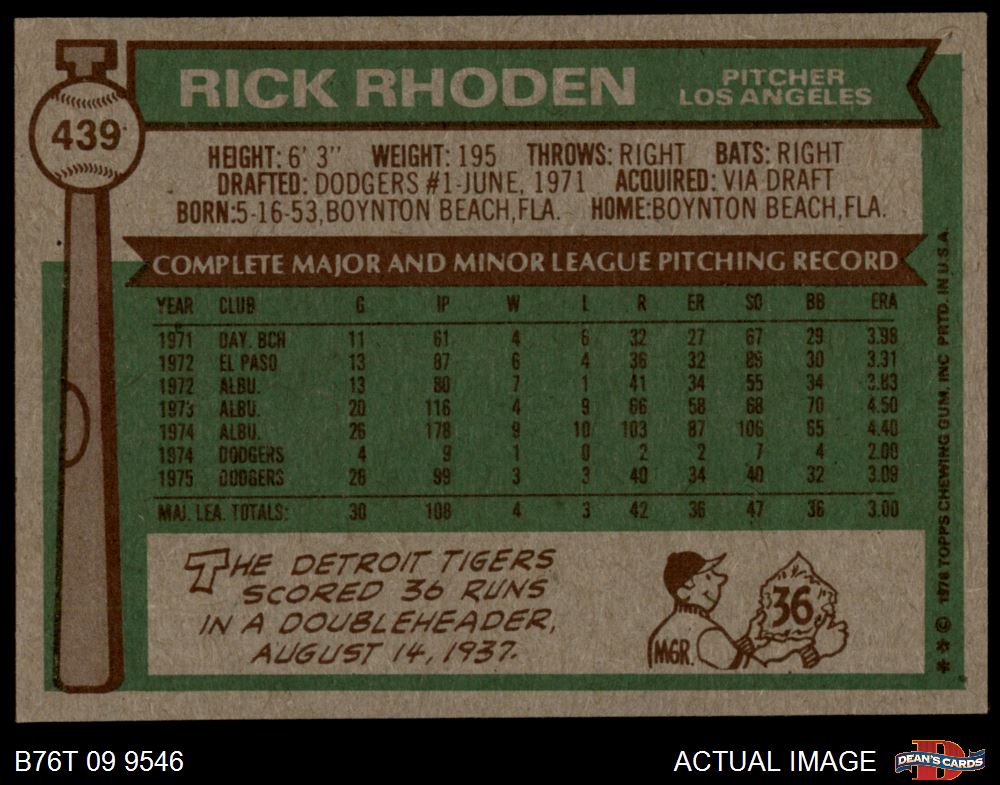 T
439
RICK RHODEN
PITCHER
LOS ANGELES
HEIGHT: 6' 3" WEIGHT: 195 THROWS: RIGHT BATS: RIGHT
DRAFTED: DODGERS #1-JUNE, 1971 ACQUIRED: VIA DRAFT
BORN:5-16-53,BOYNTON BEACH,FLA. HOME:BOYNTON BEACH,FLA.
COMPLETE MAJOR AND MINOR LEAGUE PITCHING RECORD
YEAR CLUB G IP W L R ER SO BB ERA
1971 DAY. BCH 11 61 4 6 32 27 67 29 3.98
1972 EL PASO 13 87 6 4 36 32 85 30 3.31
1972 ALBU. 13 80 7 1 41 34 55 34 3.83
1973 ALBU. 20 116 4 9 66 58 68 70 4.50
1974 ALBU. 26 178 9 10 103 87 106 65 4.40
1974 DODGERS 4 9 1 0 2 2 7 4 2.00
1975 DODGERS 26 99 3 3 40 34 40 32 3.09
MAJ. LEA. TOTALS: 30 108 4 3 42 36 47 36 3.00
THE DETROIT TIGERS
SCORED 36 RUNS
IN A DOUBLEHEADER,
AUGUST 14, 1937.
MGR.
36
** © 1976 TOPPS CHEWING GUM, INC PRTD. IN U.S.A.
B76T 09 9546
ACTUAL IMAGE
D
DEAN'S CARDS